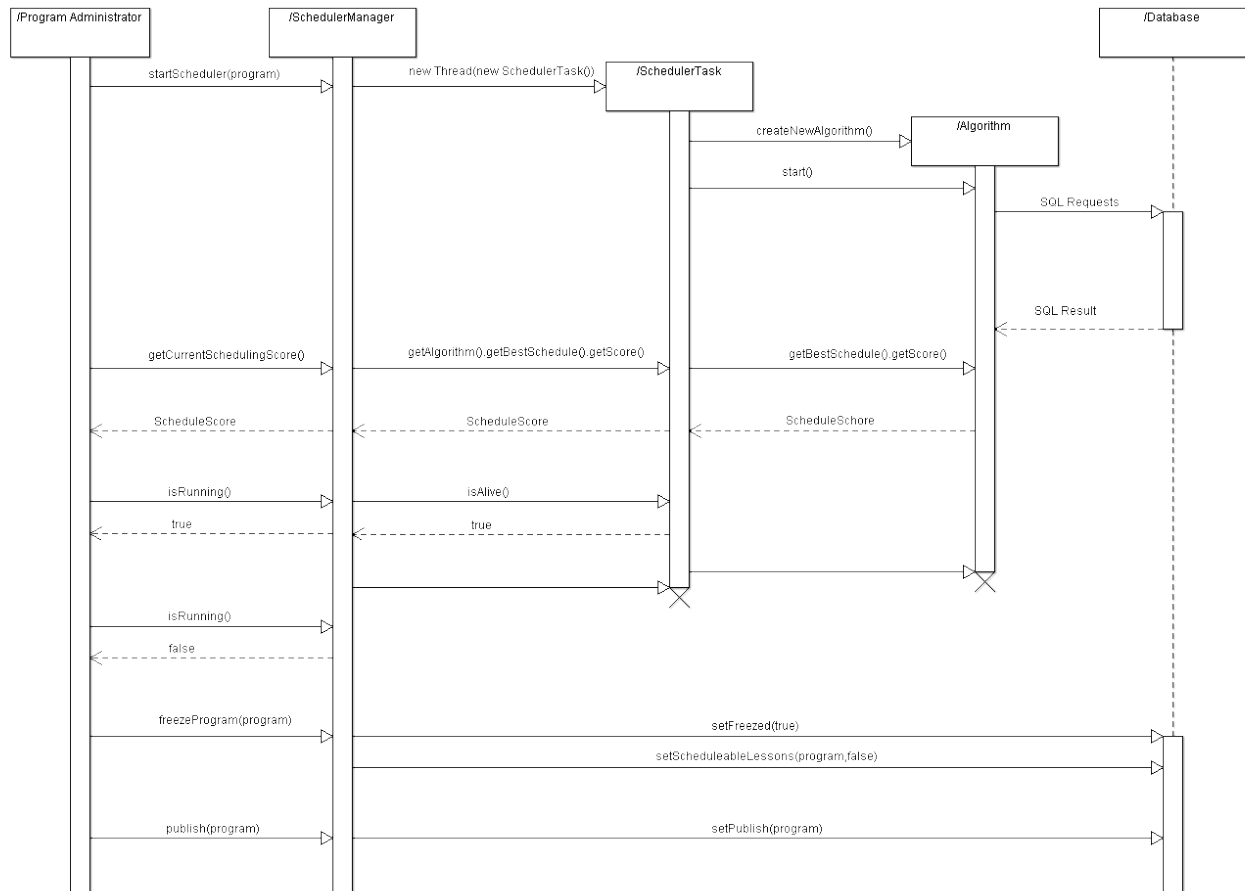 /Program Administrator
/SchedulerManager
/Database
startScheduler(program)
new Thread(new SchedulerTask())
/SchedulerTask
createNewAlgorithm()
/Algorithm
start()
SQL Requests
SQL Result
getCurrentSchedulingScore()
getAlgorithm().getBestSchedule().getScore()
getBestSchedule().getScore()
ScheduleScore
ScheduleScore
ScheduleSchore
isRunning()
isAlive()
true
true
isRunning()
false
freezeProgram(program)
setFreezed(true)
setScheduleableLessons(program,false)
publish(program)
setPublish(program)